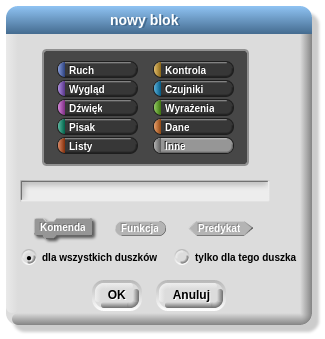 nowy blok
Ruch Kontrola
Wygląd Czujniki
Dźwięk Wyrażenia
Pisak Dane
Listy Inne
Komenda Funkcja Predykat
dla wszystkich duszków tylko dla tego duszka
OK Anuluj